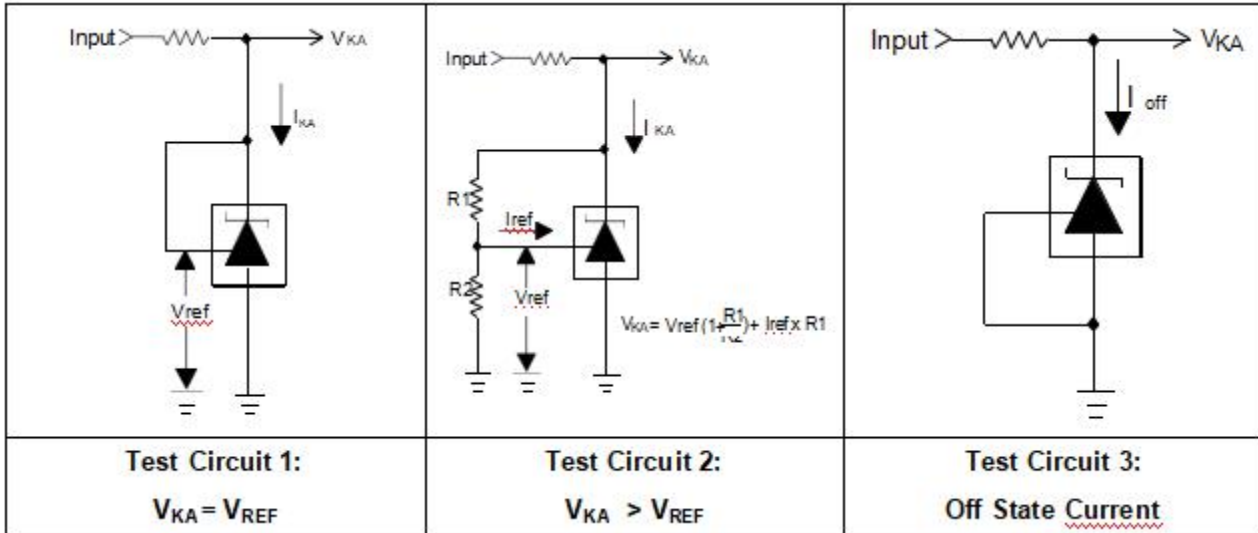 Input
VKA
IKA
Vref
Test Circuit 1:
VKA = VREF
Input
VKA
IKA
R1
Iref
R2
Vref
VKA = Vref (1+R1/R2)+ Iref x R1
Test Circuit 2:
VKA > VREF
Input
VKA
I off
Test Circuit 3:
Off State Current